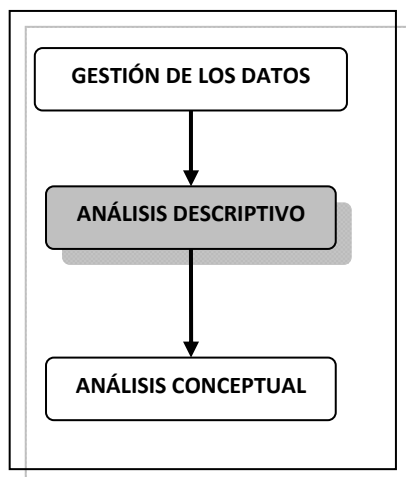 GESTIÓN DE LOS DATOS
ANÁLISIS DESCRIPTIVO
ANÁLISIS CONCEPTUAL